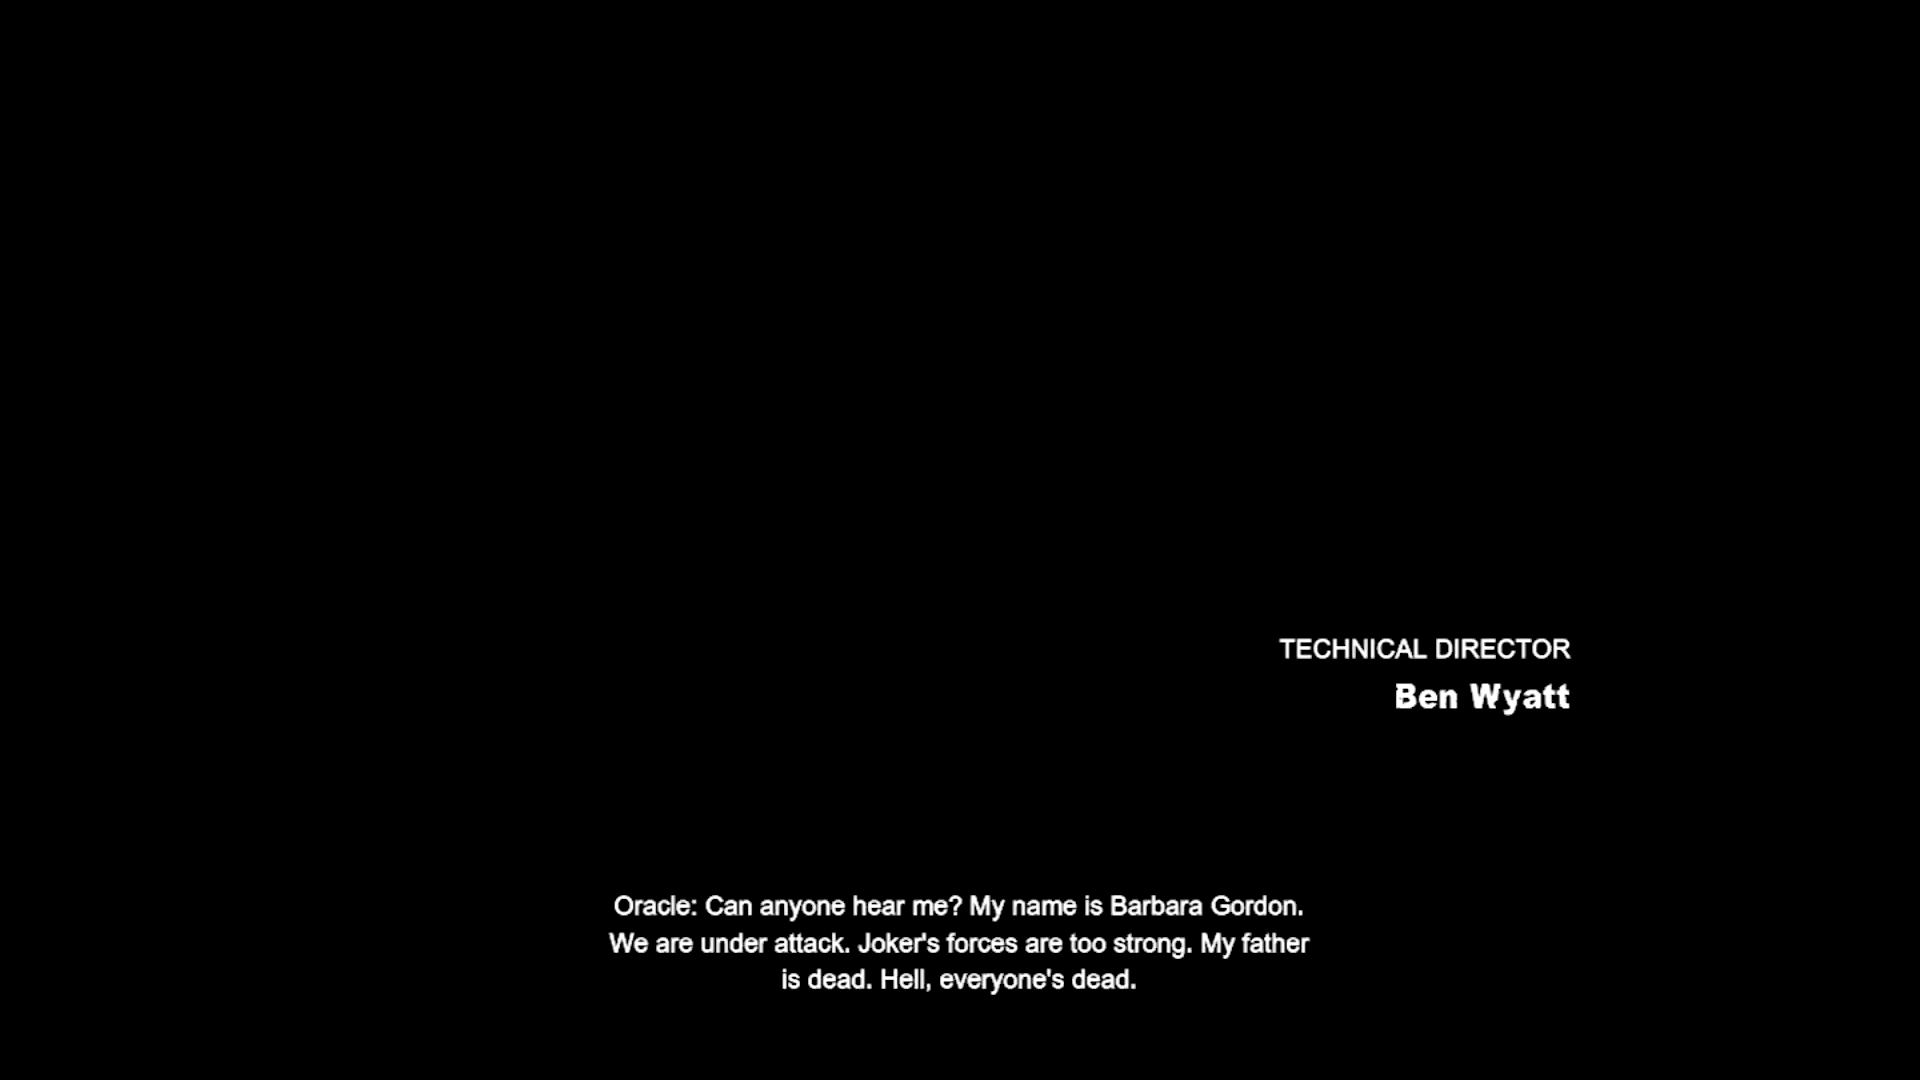 TECHNICAL DIRECTOR
Ben Wyatt
Oracle: Can anyone hear me? My name is Barbara Gordon.
We are under attack. Joker's forces are too strong. My father
is dead. Hell, everyone's dead.